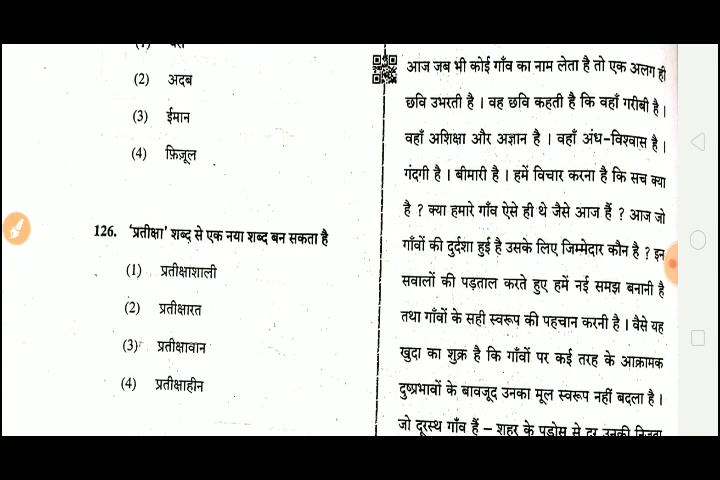 (2) अदब
(3) ईमान
(4) फ़िज़ूल
126. 'प्रतीक्षा' शब्द से एक नया शब्द बन सकता है
(1) प्रतीक्षाशाली
(2) प्रतीक्षारत
(3) प्रतीक्षावान
(4) प्रतीक्षाहीन
आज जब भी कोई गाँव का नाम लेता है तो एक अलग ही
छवि उभरती है । वह छवि कहती है कि वहाँ गरीबी है ।
वहाँ अशिक्षा और अज्ञान है । वहाँ अंध-विश्वास है ।
गंदगी है । बीमारी है । हमें विचार करना है कि सच क्या
है ? क्या हमारे गाँव ऐसे ही थे जैसे आज हैं ? आज जो
गाँवों की दुर्दशा हुई है उसके लिए जिम्मेदार कौन है ? इन
सवालों की पड़ताल करते हुए हमें नई समझ बनानी है
तथा गाँवों के सही स्वरूप की पहचान करनी है । वैसे यह
खुदा का शुक्र है कि गाँवों पर कई तरह के आक्रामक
दुष्प्रभावों के बावजूद उनका मूल स्वरूप नहीं बदला है ।
जो दूरस्थ गाँव हैं – शहर के पड़ोस से दूर उनकी